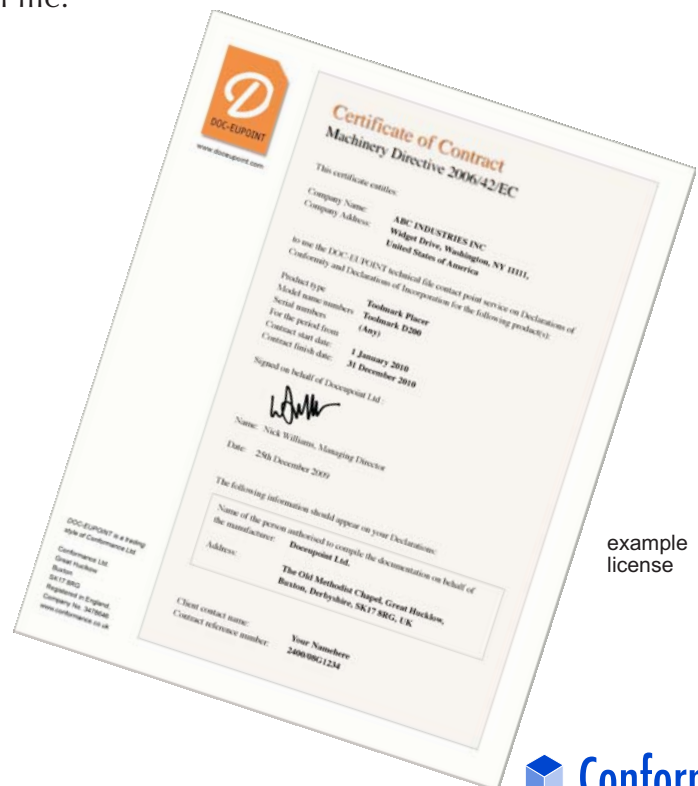 file.
DOC-EUPOINT
www.doceupoint.com
Certificate of Contract
Machinery Directive 2006/42/EC
This certificate entitles:
Company Name: ABC INDUSTRIES INC
Company Address: Widget Drive, Washington, NY 11111,
United States of America
to use the DOC-EUPOINT technical file contact point service on Declarations of
Conformity and Declarations of Incorporation for the following product(s):
Product type Toolmark Placer
Model name numbers Toolmark D200
Serial numbers (Any)
For the period from
Contract start date: 1 January 2010
Contract finish date: 31 December 2010
Signed on behalf of Doceupoint Ltd :
Name: Nick Williams, Managing Director
Date: 25th December 2009
The following information should appear on your Declarations:
Name of the person authorised to compile the documentation on behalf of
the manufacturer: Doceupoint Ltd.
Address: The Old Methodist Chapel, Great Hucklow,
Buxton, Derbyshire, SK17 8RG, UK
Client contact name: Your Namehere
Contract reference number: 2400/08G1234
DOC-EUPOINT is a trading
style of Conformance Ltd
Conformance Ltd.
Great Hucklow
Buxton
SK17 8RG
Registered in England,
Company No. 3478646
www.conformance.co.uk
example
license
Conform